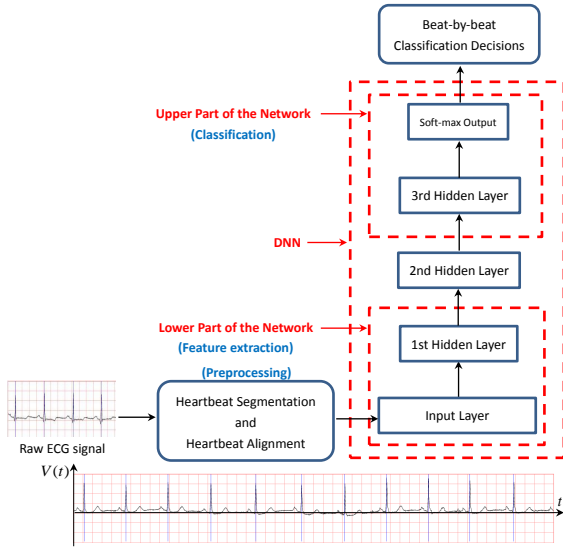 Beat-by-beat
Classification Decisions
Upper Part of the Network
(Classification)
Soft-max Output
3rd Hidden Layer
DNN
2nd Hidden Layer
Lower Part of the Network
(Feature extraction)
(Preprocessing)
1st Hidden Layer
Heartbeat Segmentation
and
Heartbeat Alignment
Input Layer
Raw ECG signal
V(t)
t